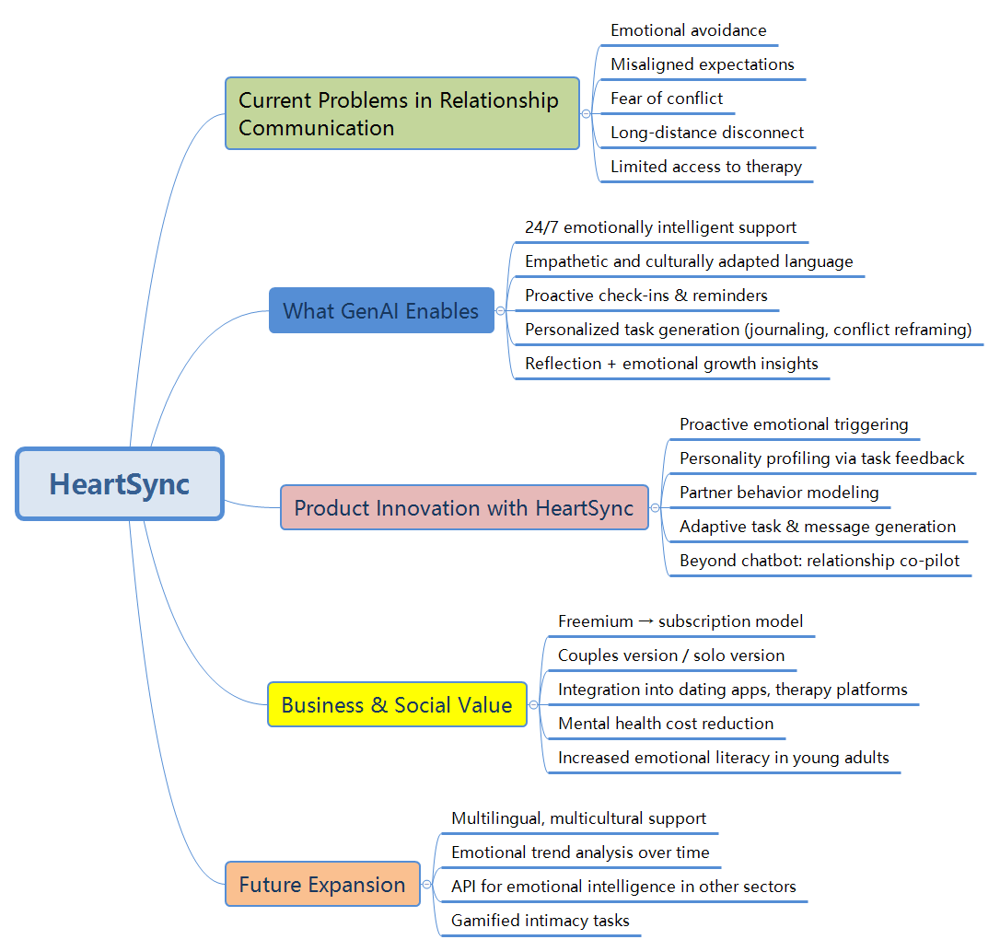 HeartSync
Current Problems in Relationship
Communication
Emotional avoidance
Misaligned expectations
Fear of conflict
Long-distance disconnect
Limited access to therapy
What GenAI Enables
24/7 emotionally intelligent support
Empathetic and culturally adapted language
Proactive check-ins & reminders
Personalized task generation (journaling, conflict reframing)
Reflection + emotional growth insights
Product Innovation with HeartSync
Proactive emotional triggering
Personality profiling via task feedback
Partner behavior modeling
Adaptive task & message generation
Beyond chatbot: relationship co-pilot
Business & Social Value
Freemium → subscription model
Couples version / solo version
Integration into dating apps, therapy platforms
Mental health cost reduction
Increased emotional literacy in young adults
Future Expansion
Multilingual, multicultural support
Emotional trend analysis over time
API for emotional intelligence in other sectors
Gamified intimacy tasks